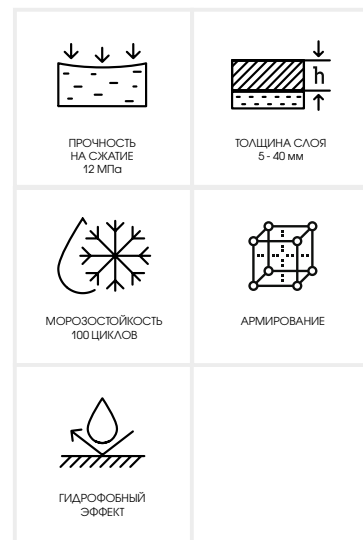 ПРОЧНОСТЬ
НА СЖАТИЕ
12 МПа
ТОЛЩИНА СЛОЯ
5 - 40 мм
h
МОРОЗОСТОЙКОСТЬ
100 ЦИКЛОВ
АРМИРОВАНИЕ
ГИДРОФОБНЫЙ
ЭФФЕКТ